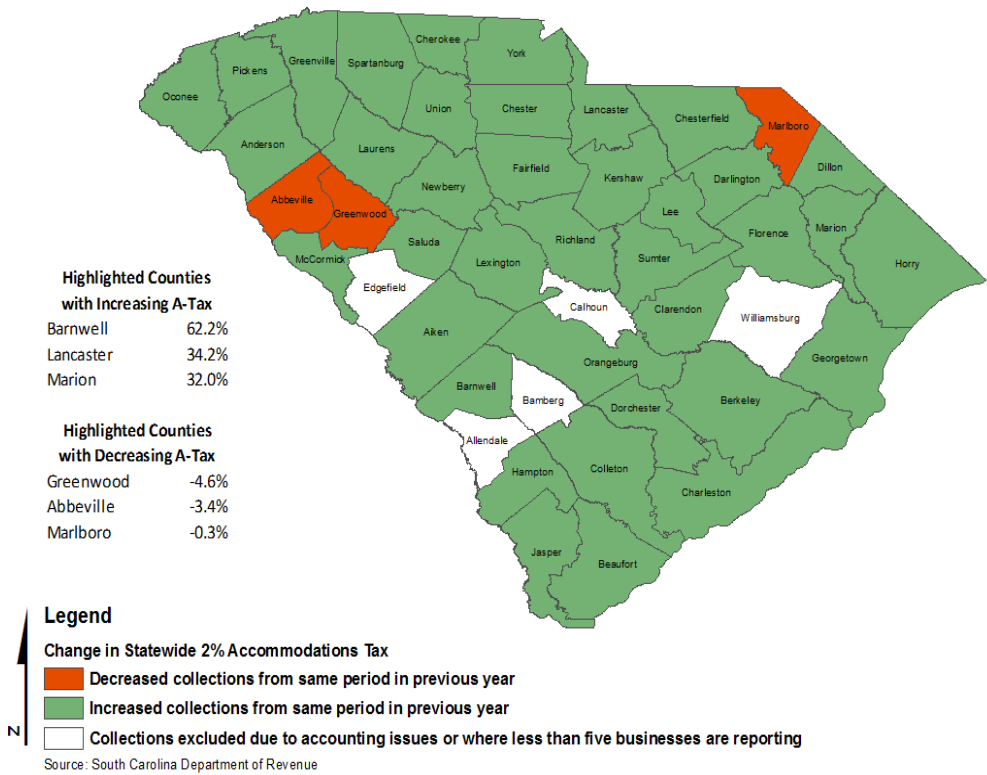 Cherokee
York
Greenville
Spartanburg
Pickens
Oconee
Union
Chester
Lancaster
Chesterfield
Marlboro
Anderson
Laurens
Fairfield
Kershaw
Darlington
Dillon
Newberry
Abbeville
Greenwood
Lee
Florence
Marion
Saluda
Richland
McCormick
Lexington
Sumter
Horry
Edgefield
Calhoun
Clarendon
Williamsburg
Aiken
Orangeburg
Georgetown
Barnwell
Bamberg
Dorchester
Berkeley
Allendale
Hampton
Colleton
Charleston
Jasper
Beaufort
Highlighted Counties
with Increasing A-Tax
Barnwell 62.2%
Lancaster 34.2%
Marion 32.0%
Highlighted Counties
with Decreasing A-Tax
Greenwood -4.6%
Abbeville -3.4%
Marlboro -0.3%
N
Legend
Change in Statewide 2% Accommodations Tax
Decreased collections from same period in previous year
Increased collections from same period in previous year
Collections excluded due to accounting issues or where less than five businesses are reporting
Source: South Carolina Department of Revenue